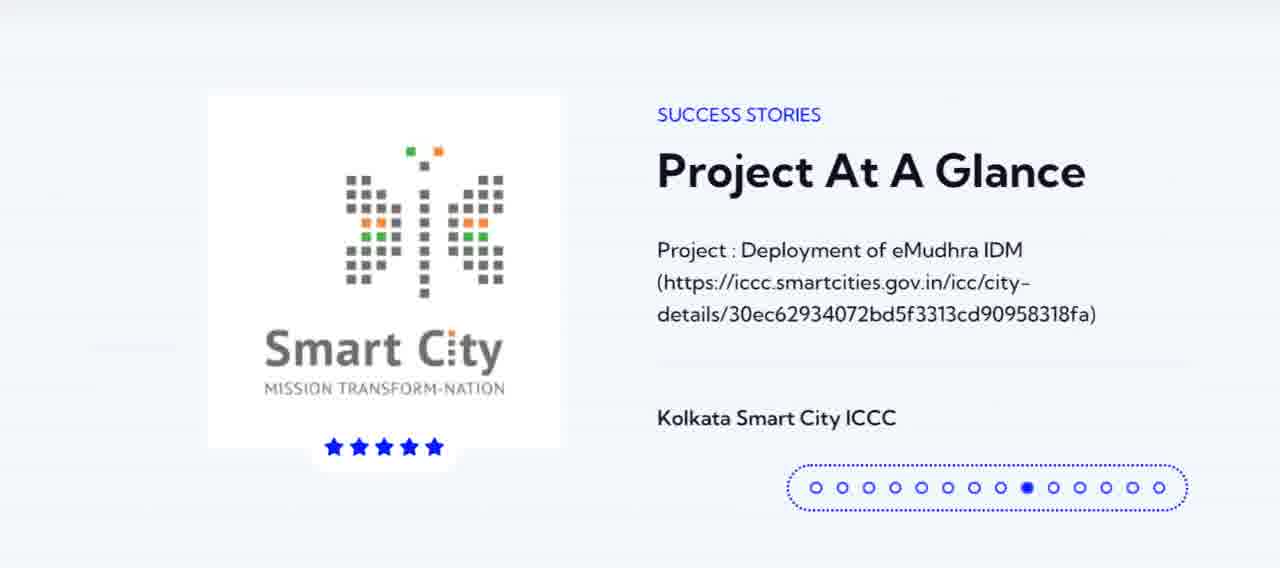 SUCCESS STORIES
Project At A Glance
Project : Deployment of eMudhra IDM
(https://iccc.smartcities.gov.in/icc/city-
details/30ec62934072bd5f3313cd90958318fa)
Smart City
MISSION TRANSFORM-NATION
Kolkata Smart City ICCC